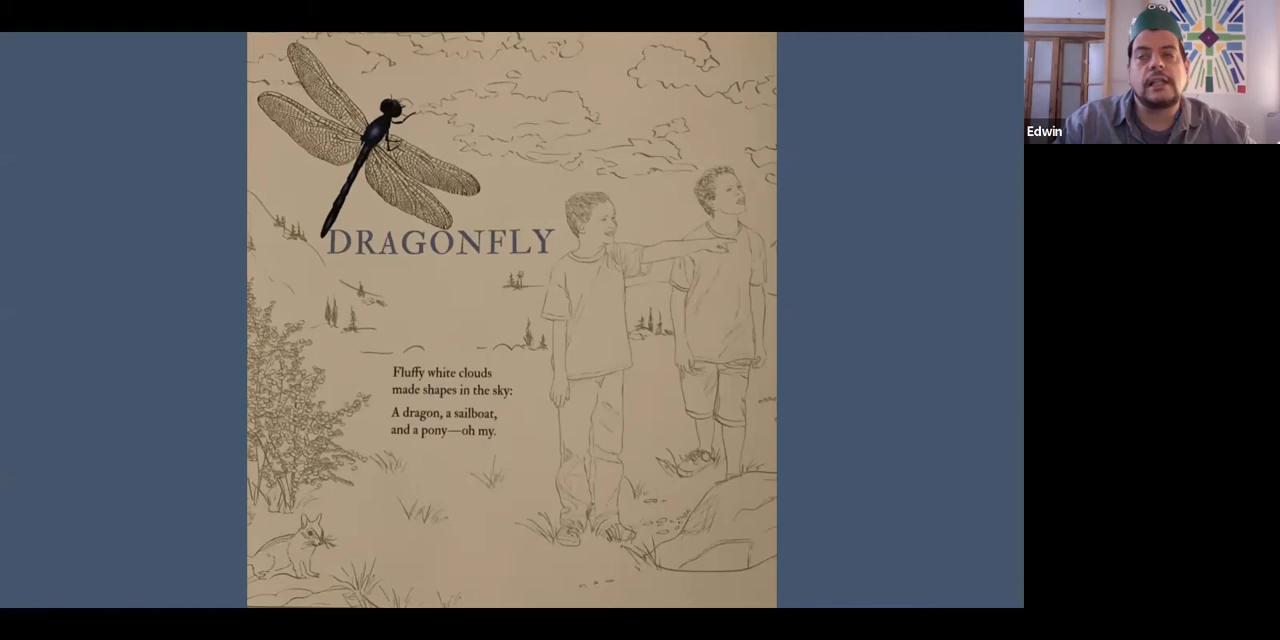 DRAGONFLY
Fluffy white clouds
made shapes in the sky:
A dragon, a sailboat,
and a pony—oh my.
Edwin